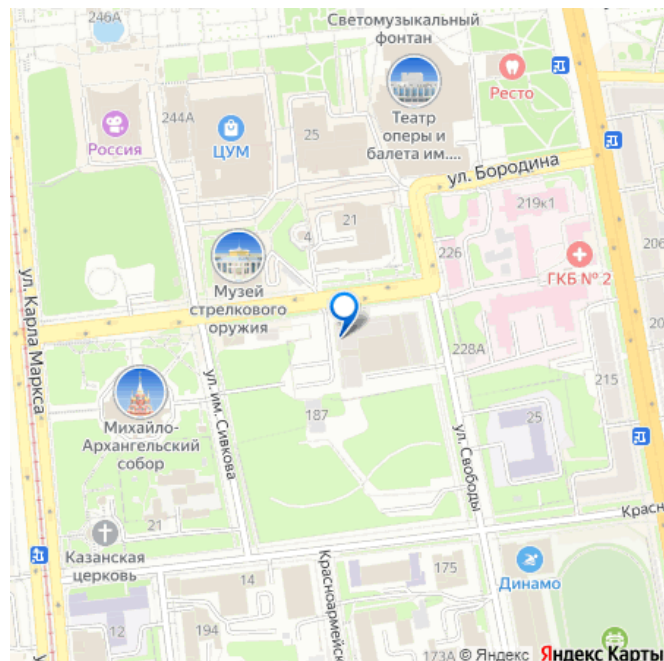 246А
Светомузыкальный
фонтан
Ресто
Россия
244А
ЦУМ
25
Театр
оперы и
балета им....
ул. Бородина
219к1
206
ГКБ № 2
21
4
226
Музей
стрелкового
оружия
ул. Карла Маркса
228А
215
ул. им. Сивкова
Михайло-
Архангельский
собор
187
ул. Свободы
25
21
Казанская
церковь
Красн
14
175
Динамо
Красноармейск
12
194
173А
© Яндекс Яндекс Карты